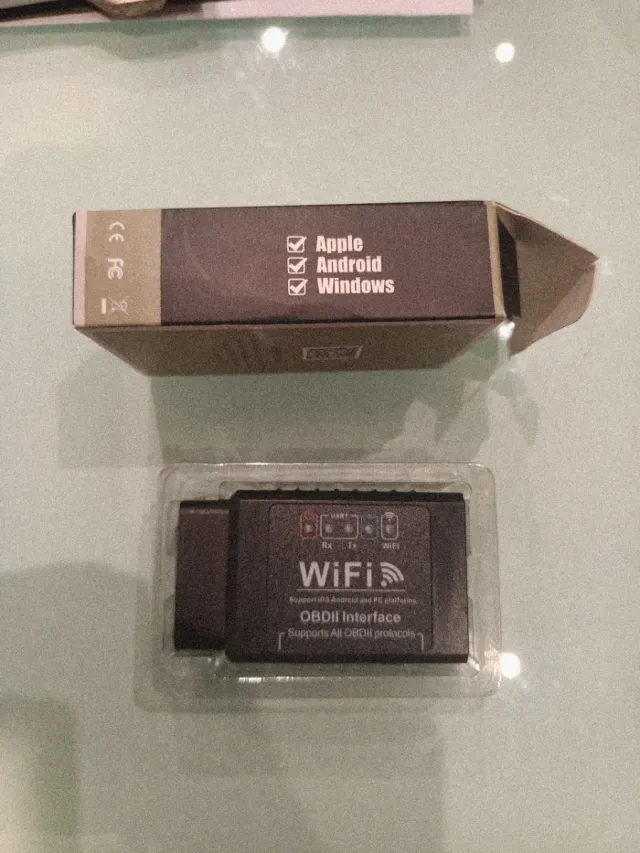 CE
FC
Apple
Android
Windows
UART
Rx Tx WiFi
WiFi
Supports iOS Android and PC platforms
OBDII Interface
Supports All OBDII protocols